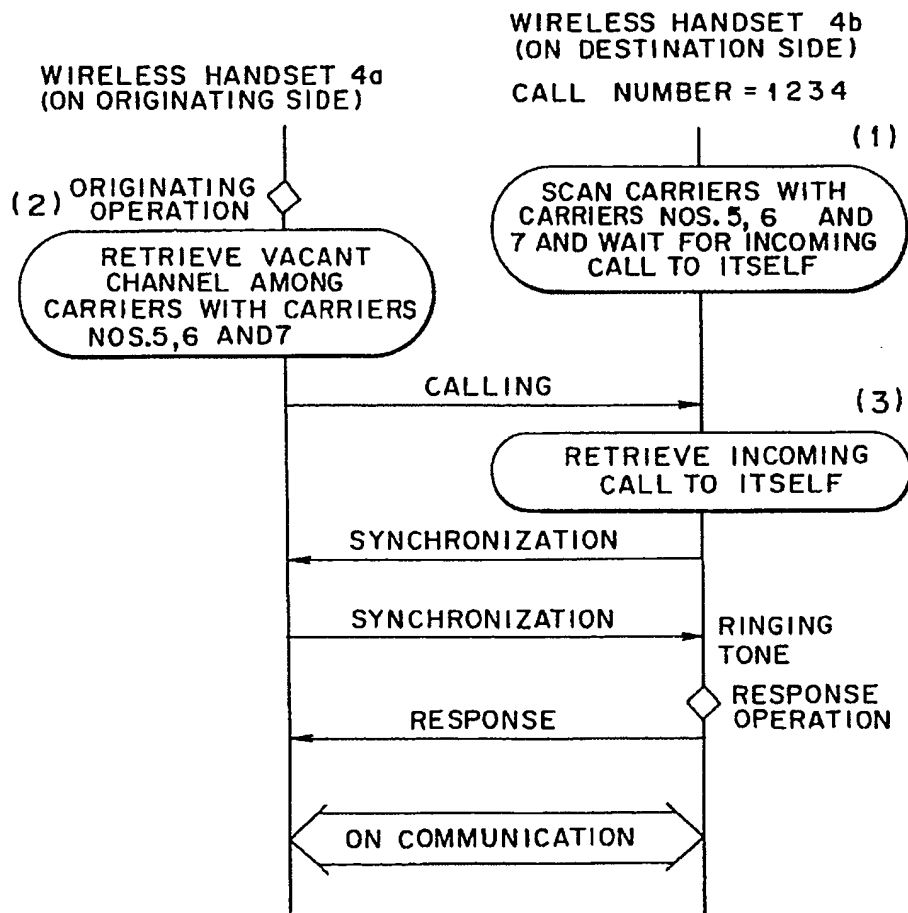 WIRELESS HANDSET 4b
(ON DESTINATION SIDE)
CALL NUMBER = 1234
WIRELESS HANDSET 4a
(ON ORIGINATING SIDE)
(1)
SCAN CARRIERS WITH
CARRIERS NOS. 5, 6 AND
7 AND WAIT FOR INCOMING
CALL TO ITSELF
(2) ORIGINATING
OPERATION
RETRIEVE VACANT
CHANNEL AMONG
CARRIERS WITH CARRIERS
NOS.5,6 AND7
CALLING
(3)
RETRIEVE INCOMING
CALL TO ITSELF
SYNCHRONIZATION
SYNCHRONIZATION
RINGING
TONE
RESPONSE
OPERATION
RESPONSE
ON COMMUNICATION